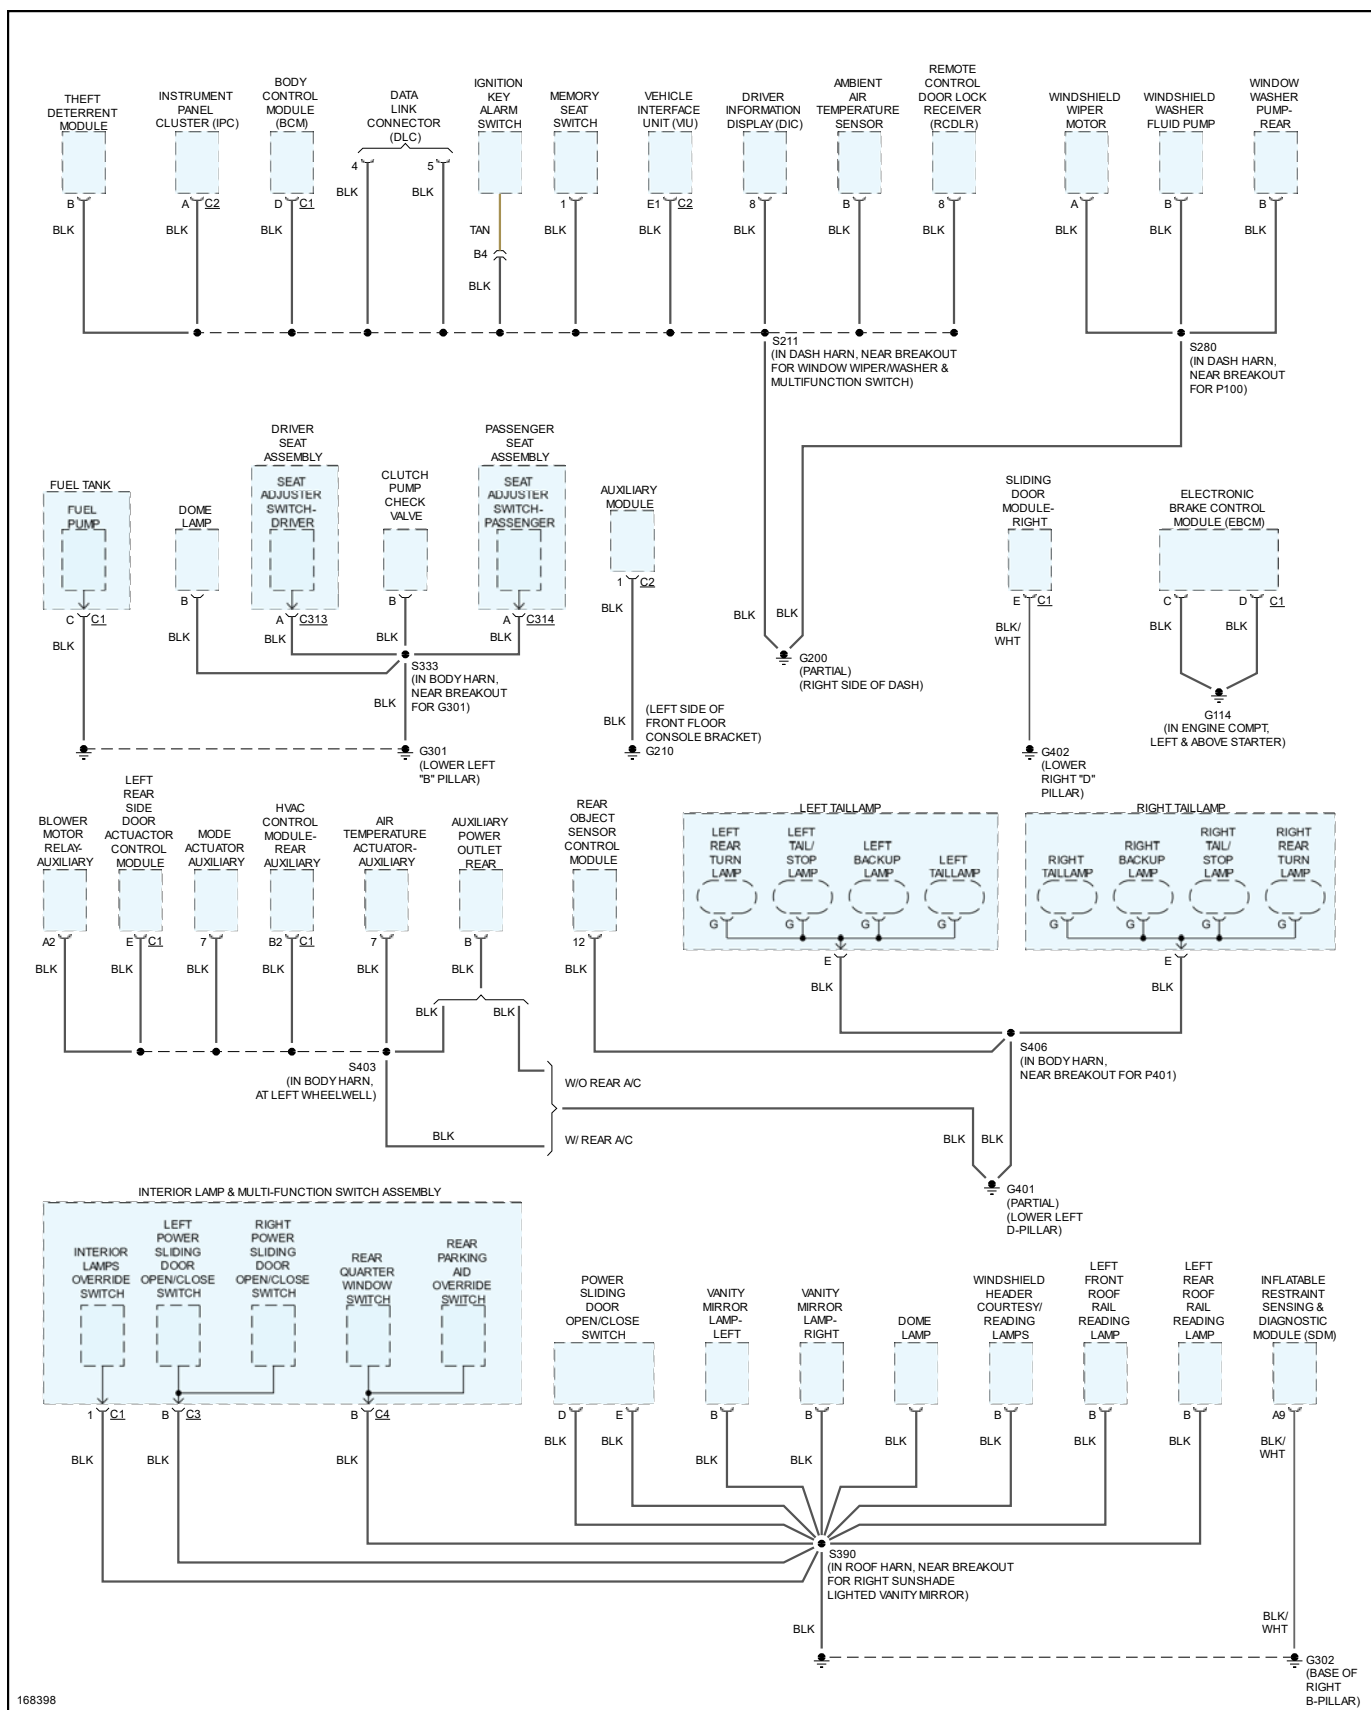 THEFT
DETERRENT
MODULE
INSTRUMENT
PANEL
CLUSTER (IPC)
BODY
CONTROL
MODULE
(BCM)
DATA
LINK
CONNECTOR
(DLC)
IGNITION
KEY
ALARM
SWITCH
MEMORY
SEAT
SWITCH
VEHICLE
INTERFACE
UNIT (VIU)
DRIVER
INFORMATION
DISPLAY (DIC)
AMBIENT
AIR
TEMPERATURE
SENSOR
REMOTE
CONTROL
DOOR LOCK
RECEIVER
(RCDLR)
WINDSHIELD
WIPER
MOTOR
WINDSHIELD
WASHER
FLUID PUMP
WINDOW
WASHER
PUMP-
REAR
4 5
B A C2 D C1 1 E1 C2 8 B 8 A B B
BLK BLK
BLK BLK BLK TAN BLK BLK BLK BLK BLK BLK BLK BLK
B4
BLK
S211
(IN DASH HARN, NEAR BREAKOUT
FOR WINDOW WIPER/WASHER &
MULTIFUNCTION SWITCH)
S280
(IN DASH HARN,
NEAR BREAKOUT
FOR P100)
FUEL TANK
FUEL
PUMP
DOME
LAMP
DRIVER
SEAT
ASSEMBLY
SEAT
ADJUSTER
SWITCH-
DRIVER
CLUTCH
PUMP
CHECK
VALVE
PASSENGER
SEAT
ASSEMBLY
SEAT
ADJUSTER
SWITCH-
PASSENGER
AUXILIARY
MODULE
SLIDING
DOOR
MODULE-
RIGHT
ELECTRONIC
BRAKE CONTROL
MODULE (EBCM)
1 C2
B B E C1 C D C1
C C1 A C313 A C314
BLK BLK BLK
BLK/
WHT
BLK BLK
BLK BLK BLK BLK BLK
S333
(IN BODY HARN,
NEAR BREAKOUT
FOR G301)
G200
(PARTIAL)
(RIGHT SIDE OF DASH)
BLK
BLK
(LEFT SIDE OF
FRONT FLOOR
CONSOLE BRACKET)
G210
G114
(IN ENGINE COMPT,
LEFT & ABOVE STARTER)
G301
(LOWER LEFT
"B" PILLAR)
G402
(LOWER
RIGHT "D"
PILLAR)
BLOWER
MOTOR
RELAY-
AUXILIARY
LEFT
REAR
SIDE
DOOR
ACTUACTOR
CONTROL
MODULE
MODE
ACTUATOR
AUXILIARY
HVAC
CONTROL
MODULE-
REAR
AUXILIARY
AIR
TEMPERATURE
ACTUATOR-
AUXILIARY
AUXILIARY
POWER
OUTLET
REAR
REAR
OBJECT
SENSOR
CONTROL
MODULE
LEFT TAILLAMP
LEFT
REAR
TURN
LAMP
LEFT
TAIL/
STOP
LAMP
LEFT
BACKUP
LAMP
LEFT
TAILLAMP
RIGHT TAILLAMP
RIGHT
TAILLAMP
RIGHT
BACKUP
LAMP
RIGHT
TAIL/
STOP
LAMP
RIGHT
REAR
TURN
LAMP
G G G G G G G G
A2 E C1 7 B2 C1 7 B 12
E E
BLK BLK BLK BLK BLK BLK BLK
BLK BLK
BLK BLK
S403
(IN BODY HARN,
AT LEFT WHEELWELL)
S406
(IN BODY HARN,
NEAR BREAKOUT FOR P401)
W/O REAR A/C
BLK
W/ REAR A/C
BLK BLK
G401
(PARTIAL)
(LOWER LEFT
D-PILLAR)
INTERIOR LAMP & MULTI-FUNCTION SWITCH ASSEMBLY
INTERIOR
LAMPS
OVERRIDE
SWITCH
LEFT
POWER
SLIDING
DOOR
OPEN/CLOSE
SWITCH
RIGHT
POWER
SLIDING
DOOR
OPEN/CLOSE
SWITCH
REAR
QUARTER
WINDOW
SWITCH
REAR
PARKING
AID
OVERRIDE
SWITCH
POWER
SLIDING
DOOR
OPEN/CLOSE
SWITCH
VANITY
MIRROR
LAMP-
LEFT
VANITY
MIRROR
LAMP-
RIGHT
DOME
LAMP
WINDSHIELD
HEADER
COURTESY/
READING
LAMPS
LEFT
FRONT
ROOF
RAIL
READING
LAMP
LEFT
REAR
ROOF
RAIL
READING
LAMP
INFLATABLE
RESTRAINT
SENSING &
DIAGNOSTIC
MODULE (SDM)
1 C1 B C3 B C4 D E B B B B B A9
BLK BLK BLK BLK BLK BLK
BLK/
WHT
BLK BLK BLK BLK BLK
S390
(IN ROOF HARN, NEAR BREAKOUT
FOR RIGHT SUNSHADE
LIGHTED VANITY MIRROR)
BLK
BLK/
WHT
G302
(BASE OF
RIGHT
B-PILLAR)
168398